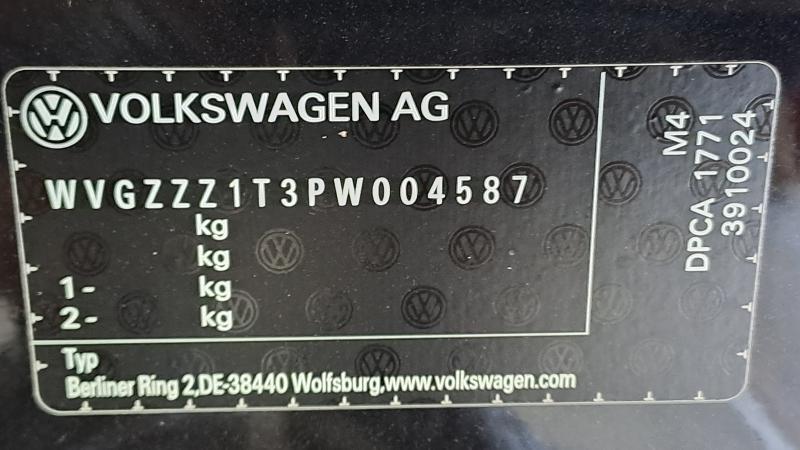 VOLKSWAGEN AG
WVGZZZ1T3PW004587
kg
kg
1- kg
2- kg
Typ
Berliner Ring 2,DE-38440 Wolfsburg,www.volkswagen.com
M4
DPCA 1771
3910024